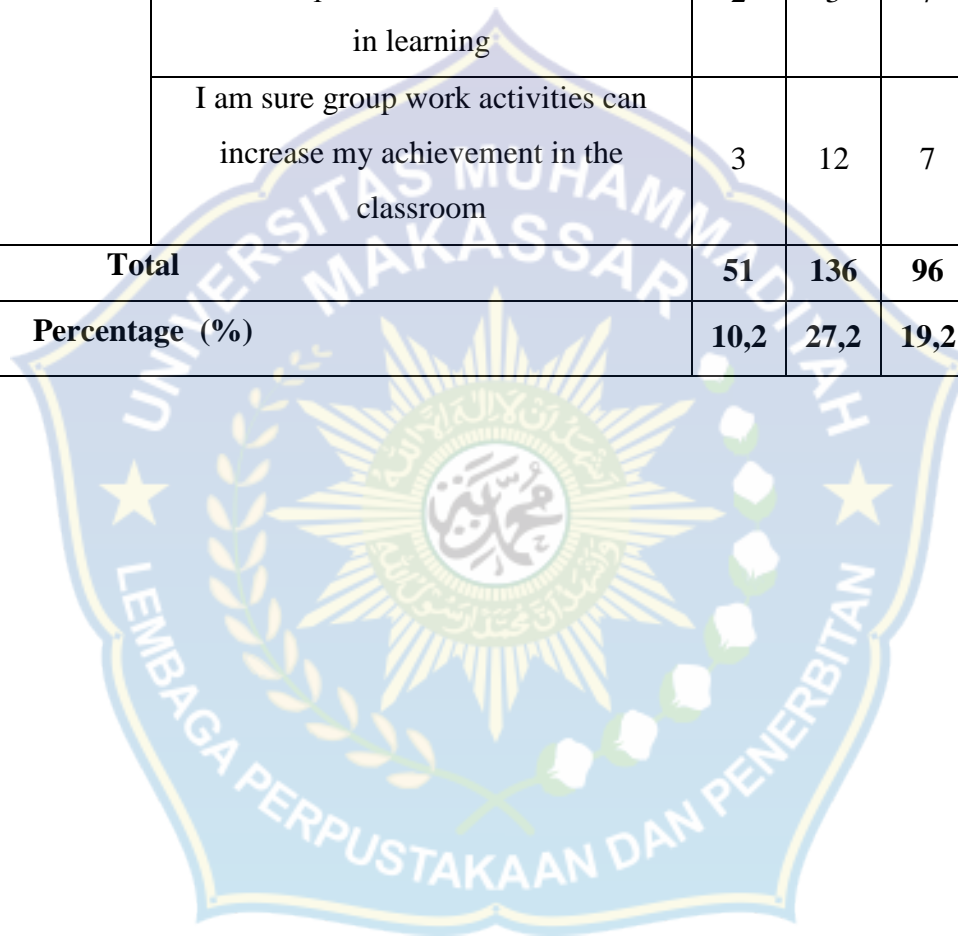 in learning
I am sure group work activities can
increase my achievement in the
classroom
3 12 7
Total 51 136 96
Percentage (%) 10,2 27,2 19,2
UNIVERSITAS MUHAMMADIYAH
MAKASSAR
LEMBAGA PERPUSTAKAAN DAN PENERBITAN